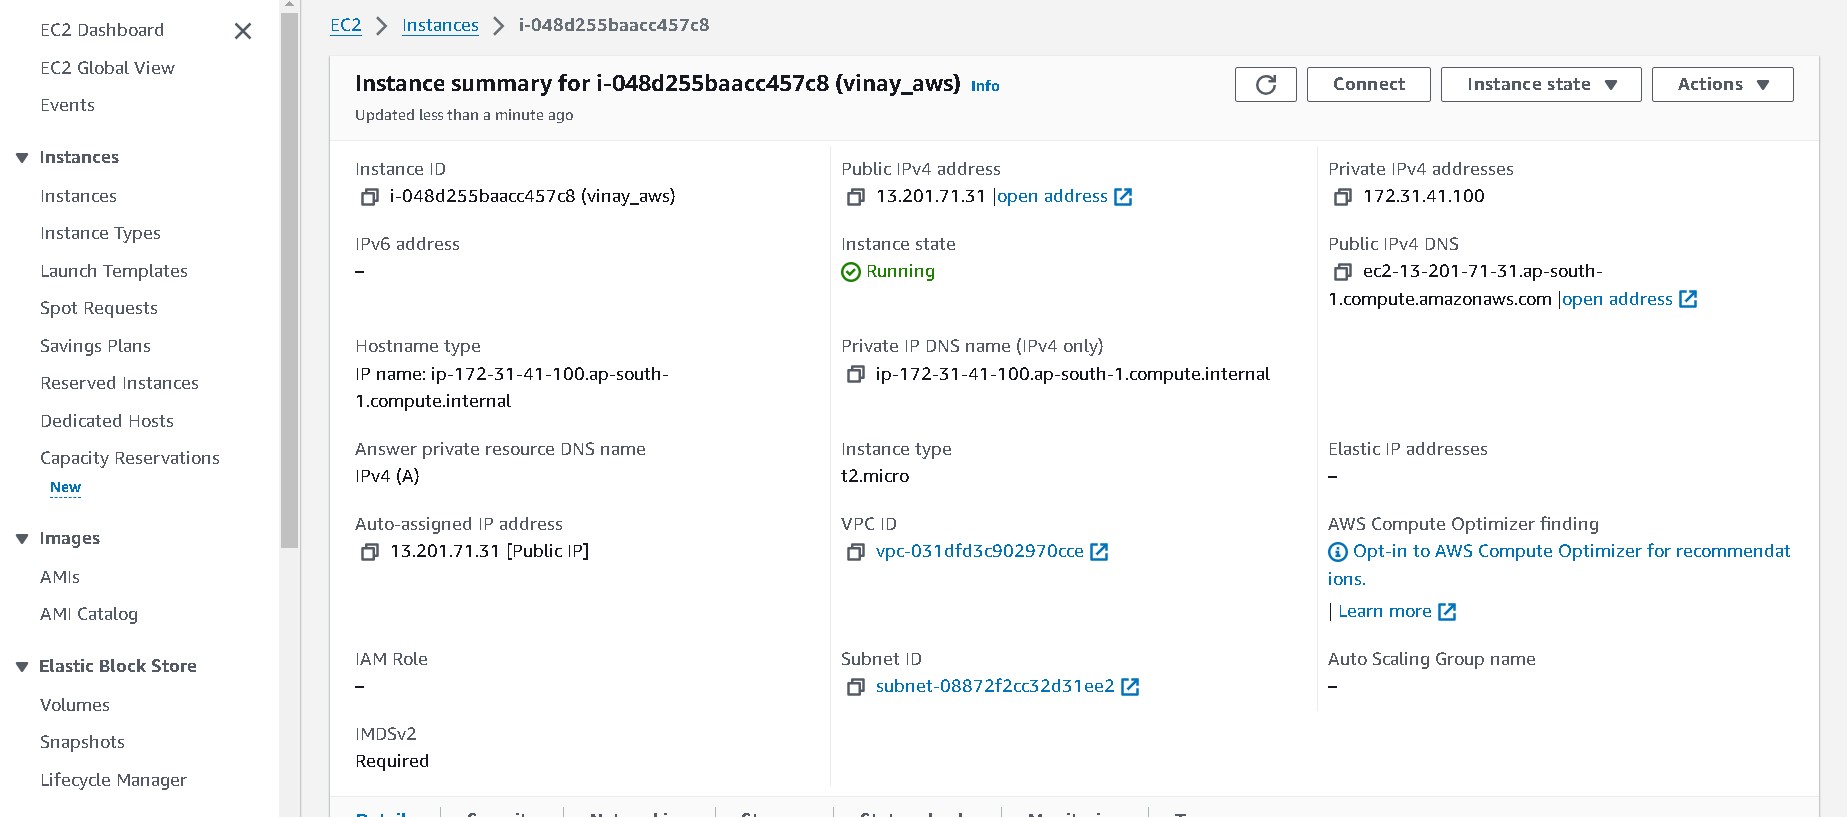 EC2 Dashboard
EC2 Global View
Events
Instances
Instances
Instance Types
Launch Templates
Spot Requests
Savings Plans
Reserved Instances
Dedicated Hosts
Capacity Reservations
New
Images
AMIs
AMI Catalog
Elastic Block Store
Volumes
Snapshots
Lifecycle Manager
EC2 > Instances > i-048d255baacc457c8
Instance summary for i-048d255baacc457c8 (vinay_aws) Info
Updated less than a minute ago
Connect
Instance state
Actions
Instance ID
i-048d255baacc457c8 (vinay_aws)
Public IPv4 address
13.201.71.31 |open address
Private IPv4 addresses
172.31.41.100
IPv6 address
–
Instance state
Running
Public IPv4 DNS
ec2-13-201-71-31.ap-south-
1.compute.amazonaws.com |open address
Hostname type
IP name: ip-172-31-41-100.ap-south-
1.compute.internal
Private IP DNS name (IPv4 only)
ip-172-31-41-100.ap-south-1.compute.internal
Answer private resource DNS name
IPv4 (A)
Instance type
t2.micro
Elastic IP addresses
–
Auto-assigned IP address
13.201.71.31 [Public IP]
VPC ID
vpc-031dfd3c902970cce
AWS Compute Optimizer finding
Opt-in to AWS Compute Optimizer for recommendat
ions.
| Learn more
IAM Role
–
Subnet ID
subnet-08872f2cc32d31ee2
Auto Scaling Group name
–
IMDSv2
Required